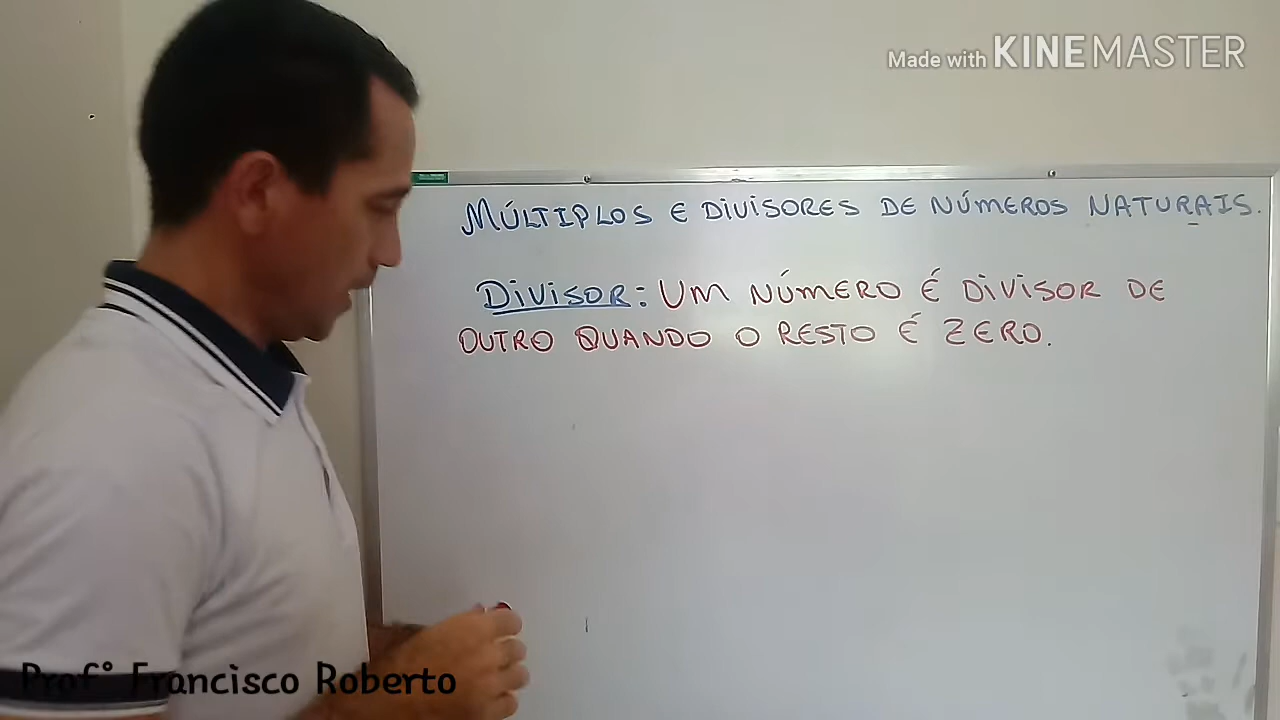 Made with KINEMASTER
MÚLTIPLOS E DIVISORES DE NÚMEROS NATURAIS.
DIVISOR: UM NÚMERO É DIVISOR DE
OUTRO QUANDO O RESTO É ZERO.
Prof° Francisco Roberto